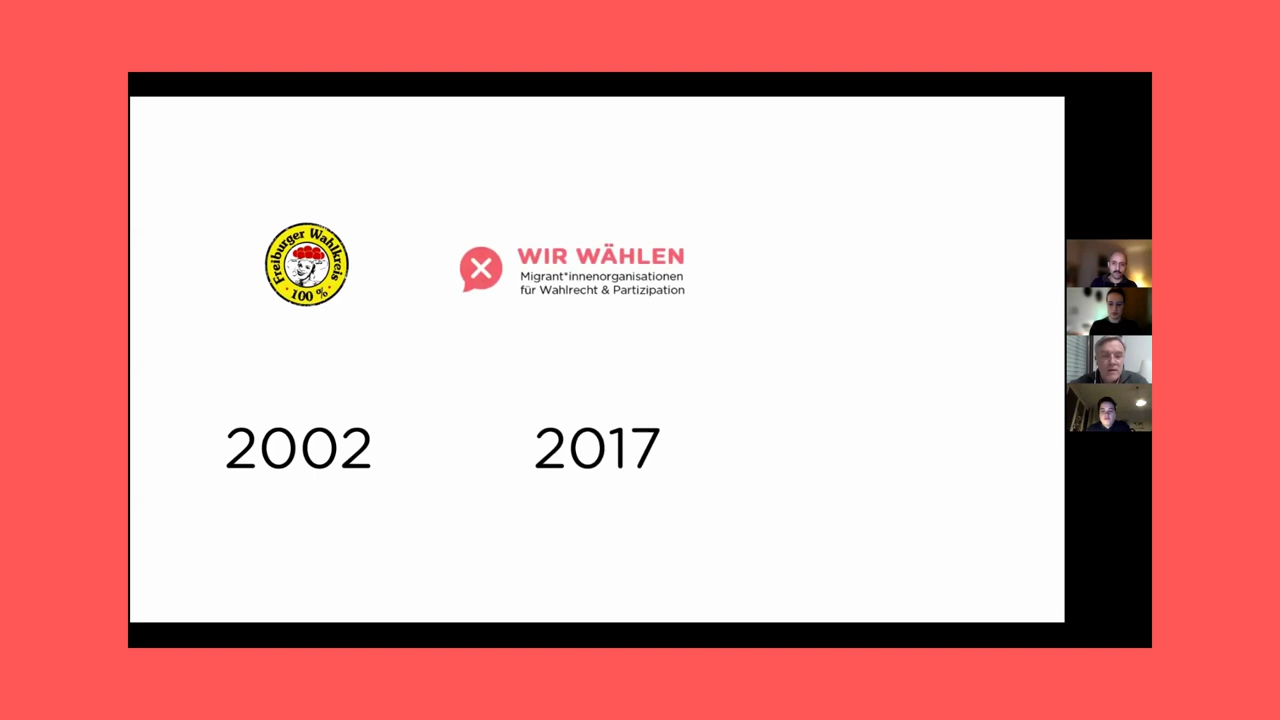 Freiburger Wahlkreis
100 %
WIR WÄHLEN
Migrant*innenorganisationen
für Wahlrecht & Partizipation
2002
2017